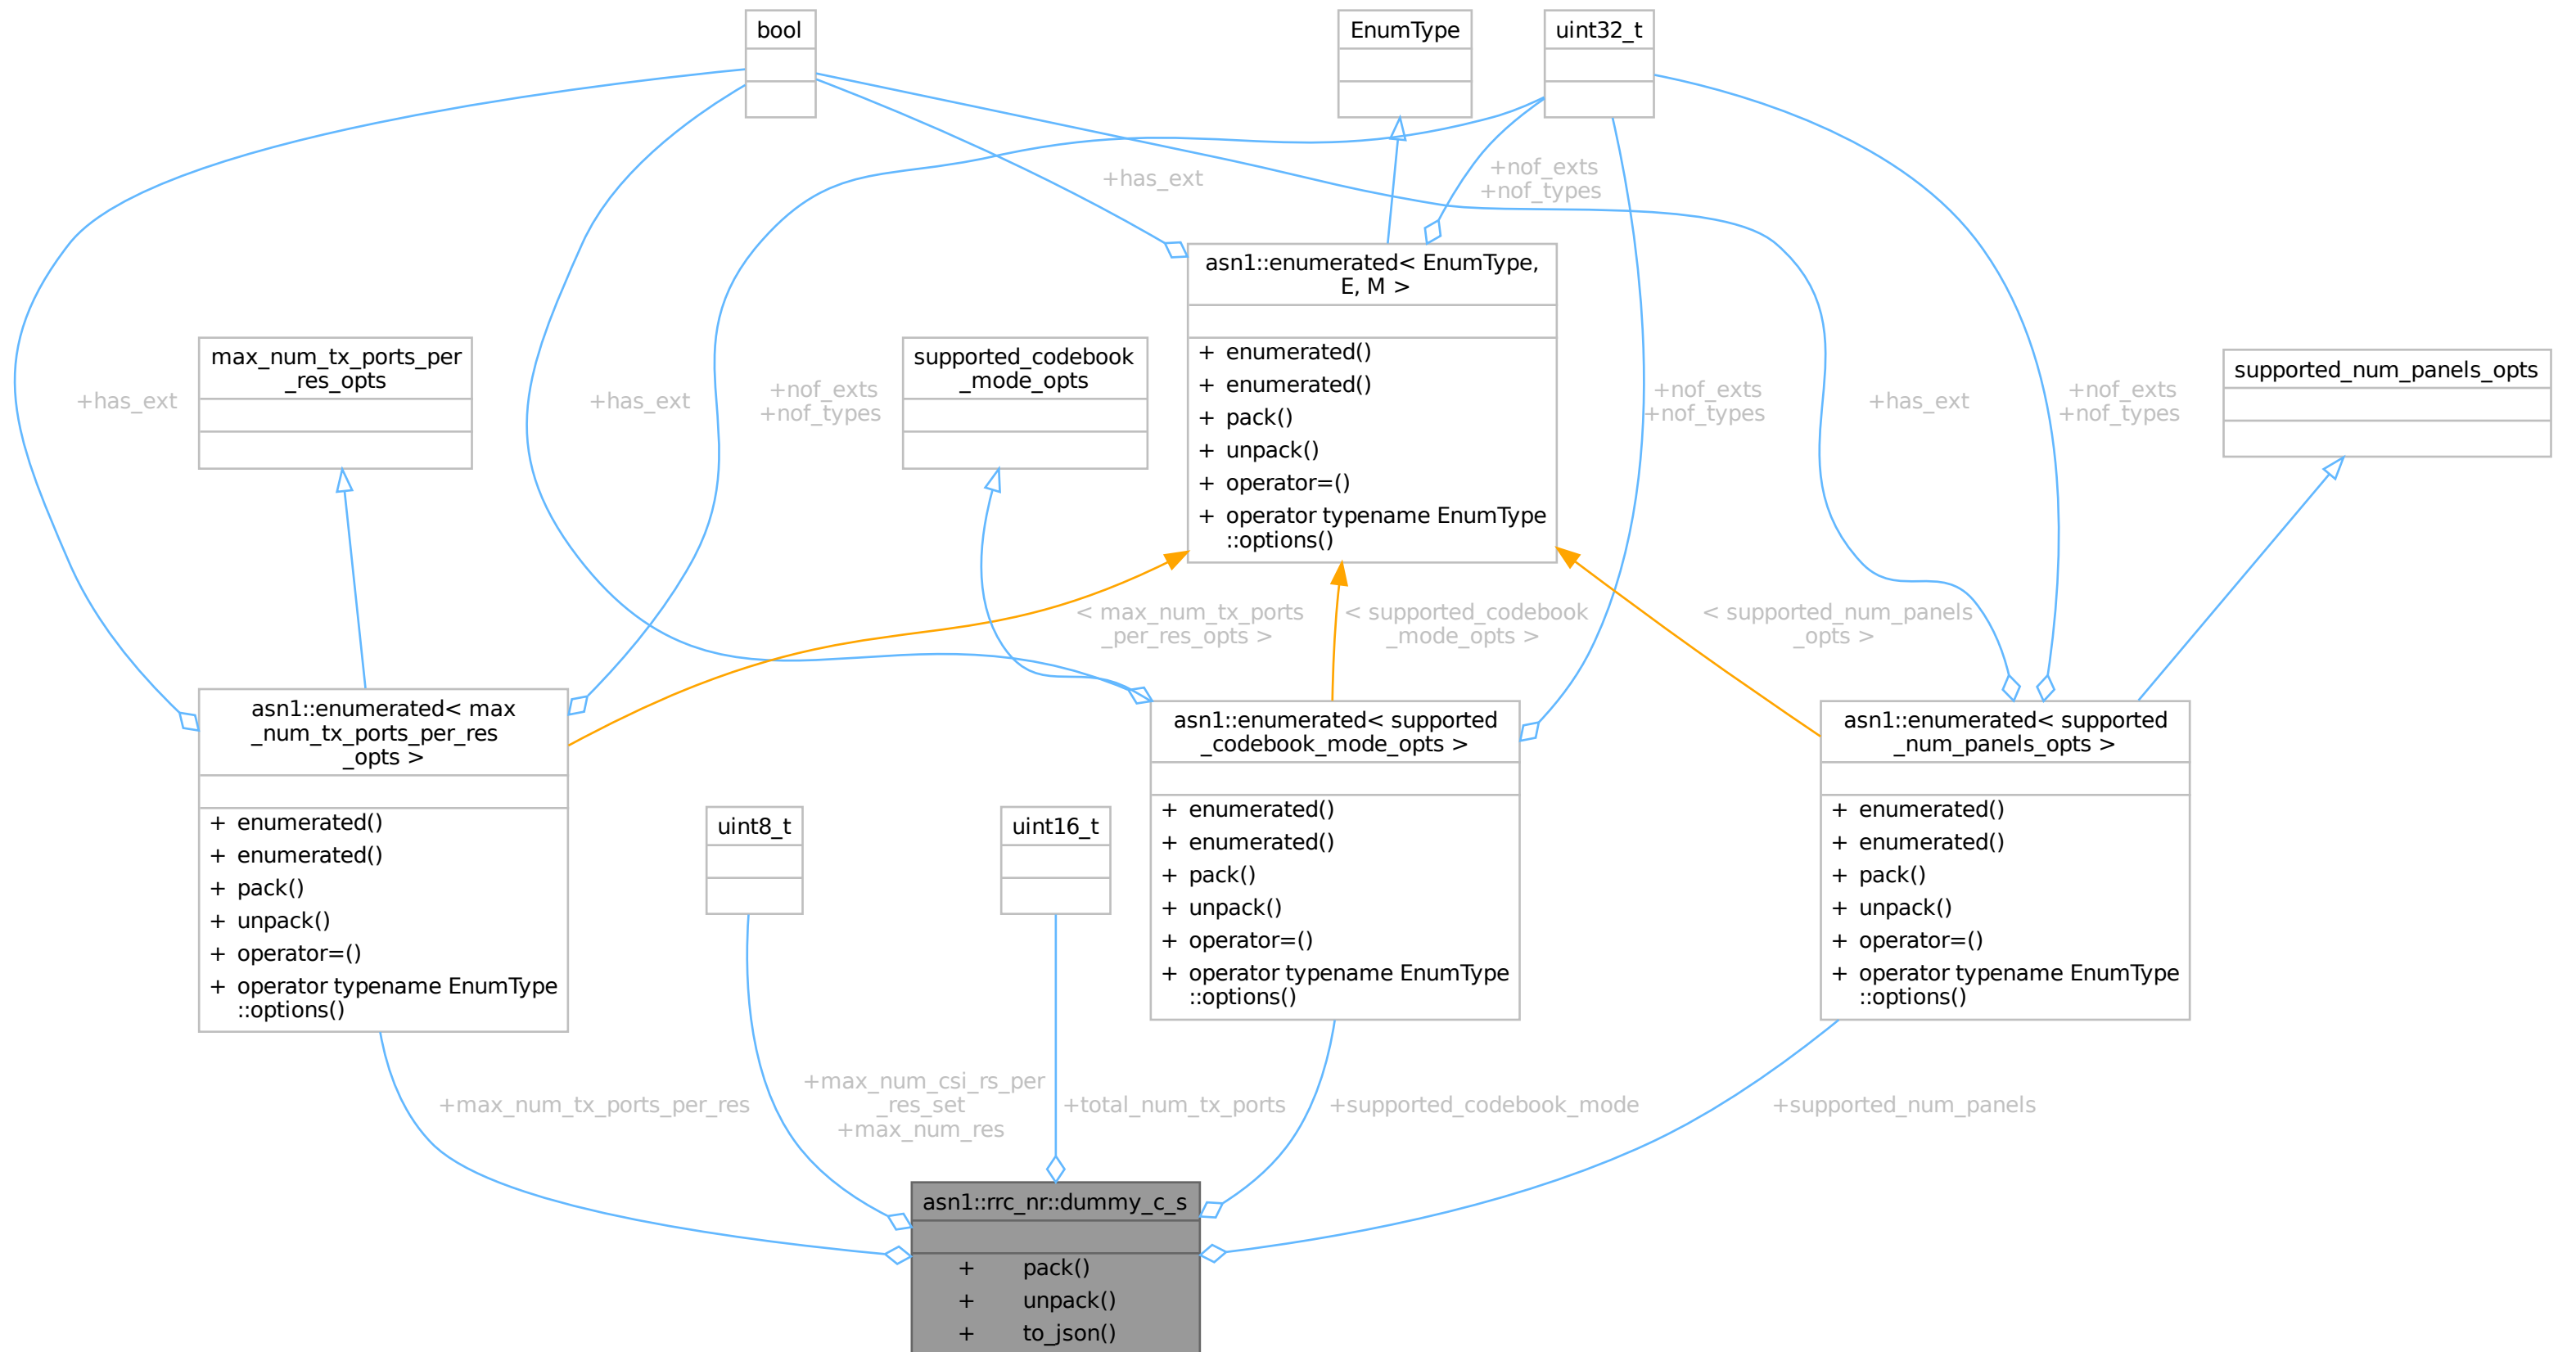 bool
EnumType
uint32_t
+has_ext
+nof_exts
+nof_types
asn1::enumerated< EnumType,
E, M >
+ enumerated()
+ enumerated()
+ pack()
+ unpack()
+ operator=()
+ operator typename EnumType
::options()
max_num_tx_ports_per
_res_opts
supported_codebook
_mode_opts
supported_num_panels_opts
+has_ext
+has_ext
+nof_exts
+nof_types
+nof_exts
+nof_types
+has_ext
+nof_exts
+nof_types
< max_num_tx_ports
_per_res_opts >
< supported_codebook
_mode_opts >
< supported_num_panels
_opts >
asn1::enumerated< max
_num_tx_ports_per_res
_opts >
+ enumerated()
+ enumerated()
+ pack()
+ unpack()
+ operator=()
+ operator typename EnumType
::options()
uint8_t
uint16_t
asn1::enumerated< supported
_codebook_mode_opts >
+ enumerated()
+ enumerated()
+ pack()
+ unpack()
+ operator=()
+ operator typename EnumType
::options()
asn1::enumerated< supported
_num_panels_opts >
+ enumerated()
+ enumerated()
+ pack()
+ unpack()
+ operator=()
+ operator typename EnumType
::options()
+max_num_tx_ports_per_res
+max_num_csi_rs_per
_res_set
+max_num_res
+total_num_tx_ports
+supported_codebook_mode
+supported_num_panels
asn1::rrc_nr::dummy_c_s
+ pack()
+ unpack()
+ to_json()